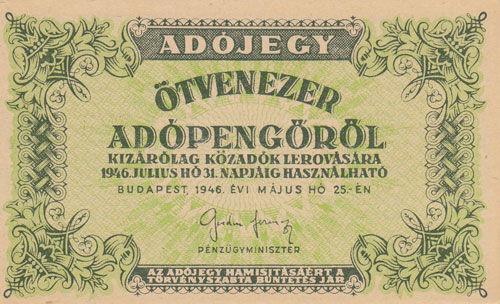 ADÓJEGY
ÖTVENEZER
ADÓPENGŐRŐL
KIZÁRÓLAG KÖZADÓK LEROVÁSÁRA
1946. JULIUS HÓ 31. NAPJÁIG HASZNÁLHATÓ
BUDAPEST, 1946. ÉVI MÁJUS HÓ 25.-ÉN
PÉNZÜGYMINISZTER
AZ ADÓJEGY HAMISITÁSÁÉRT A
TÖRVÉNYSZABTA BÜNTETÉS JÁR